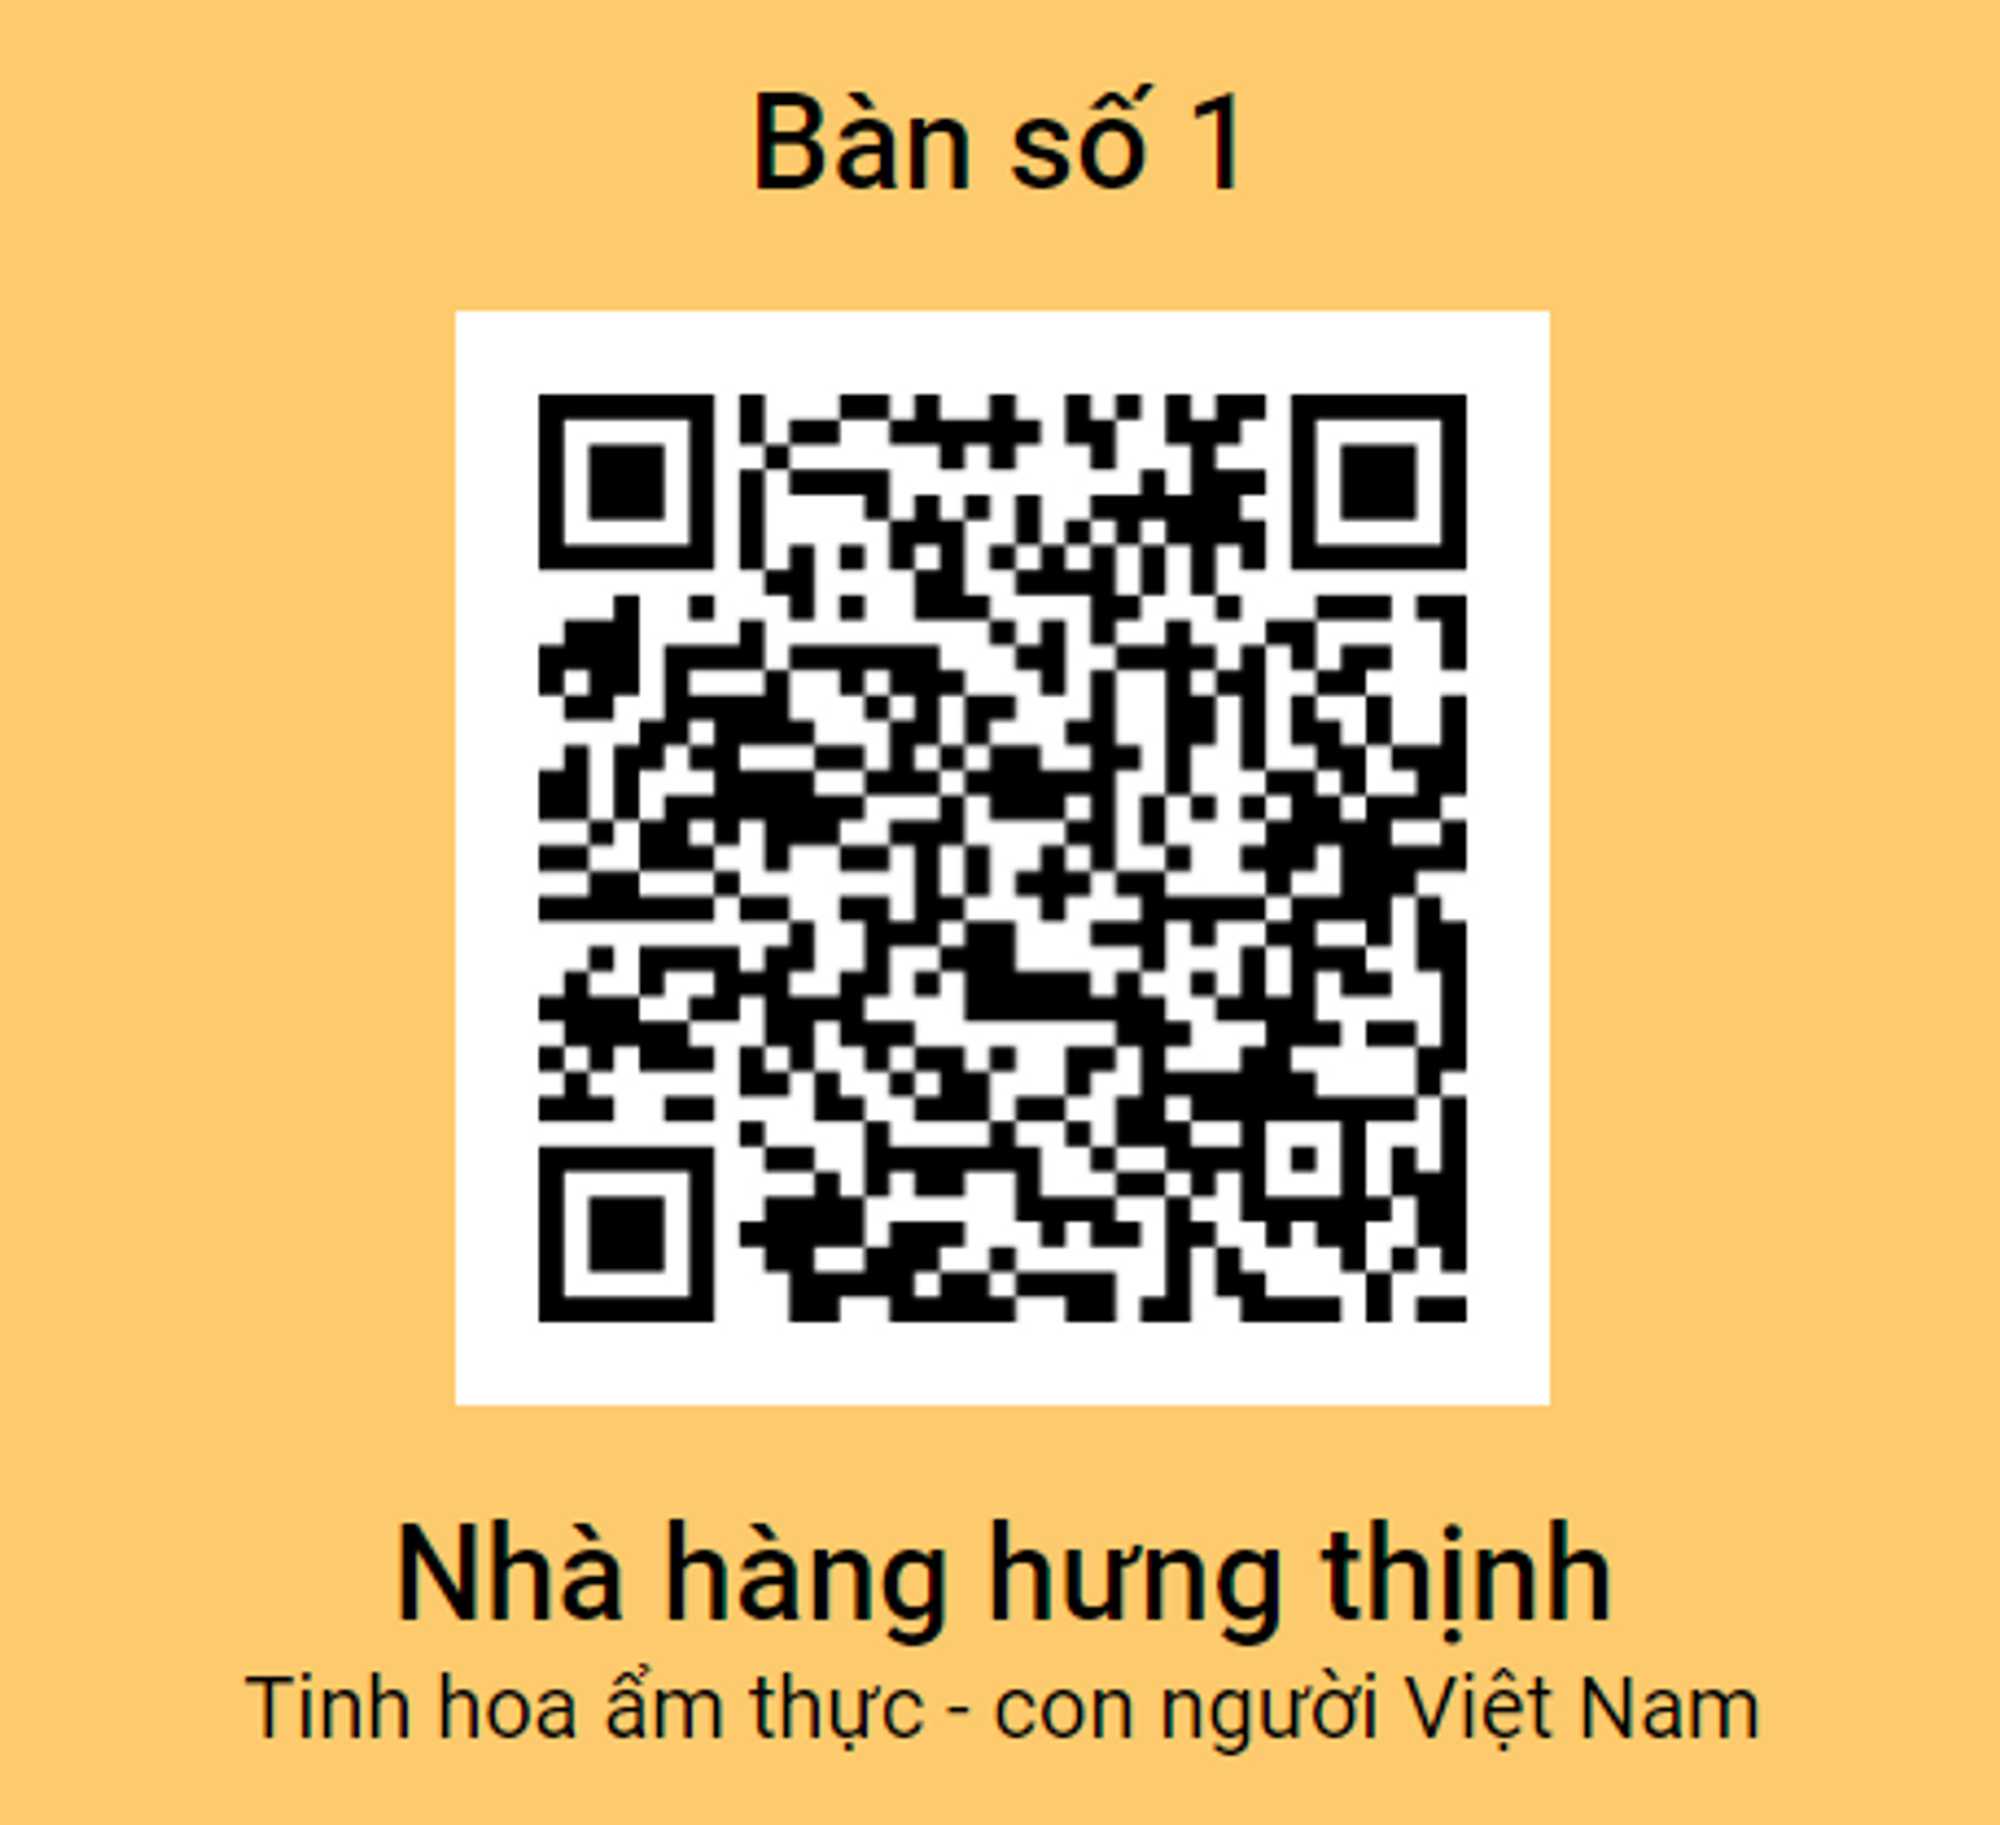 Bàn số 1
Nhà hàng hưng thịnh
Tinh hoa ẩm thực - con người Việt Nam